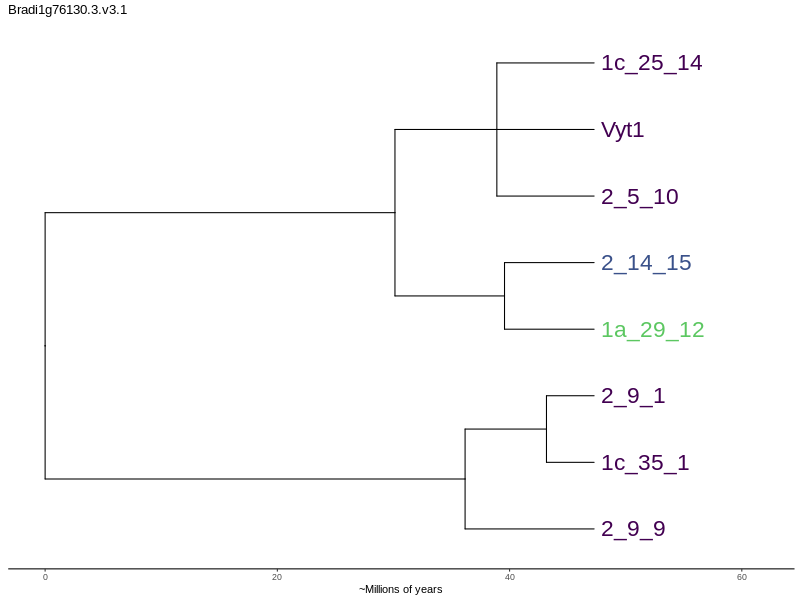 Bradi1g76130.3.v3.1
1c_25_14
Vyt1
2_5_10
2_14_15
1a_29_12
2_9_1
1c_35_1
2_9_9
0 20 40 60
~Millions of years